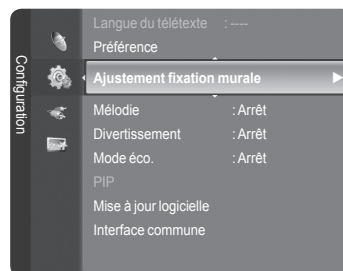 Configuration
Langue du télétexte : ----
Préférence
Ajustement fixation murale
Mélodie : Arrêt
Divertissement : Arrêt
Mode éco. : Arrêt
PIP
Mise à jour logicielle
Interface commune